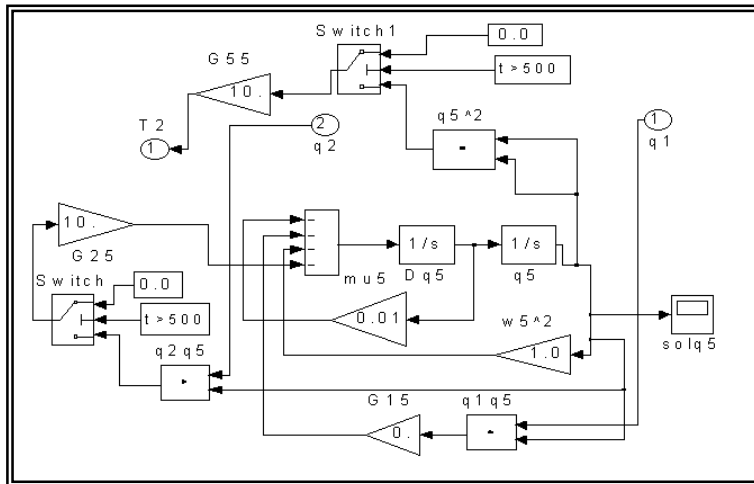 Switch1
0.0
G55
t>500
10.
q5^2
T2
1
2
q2
1
q1
10.
G25
1/s
1/s
mu5
Dq5
q5
Switch
0.0
t>500
0.01
w5^2
1.0
solq5
q2q5
G15
q1q5
0.